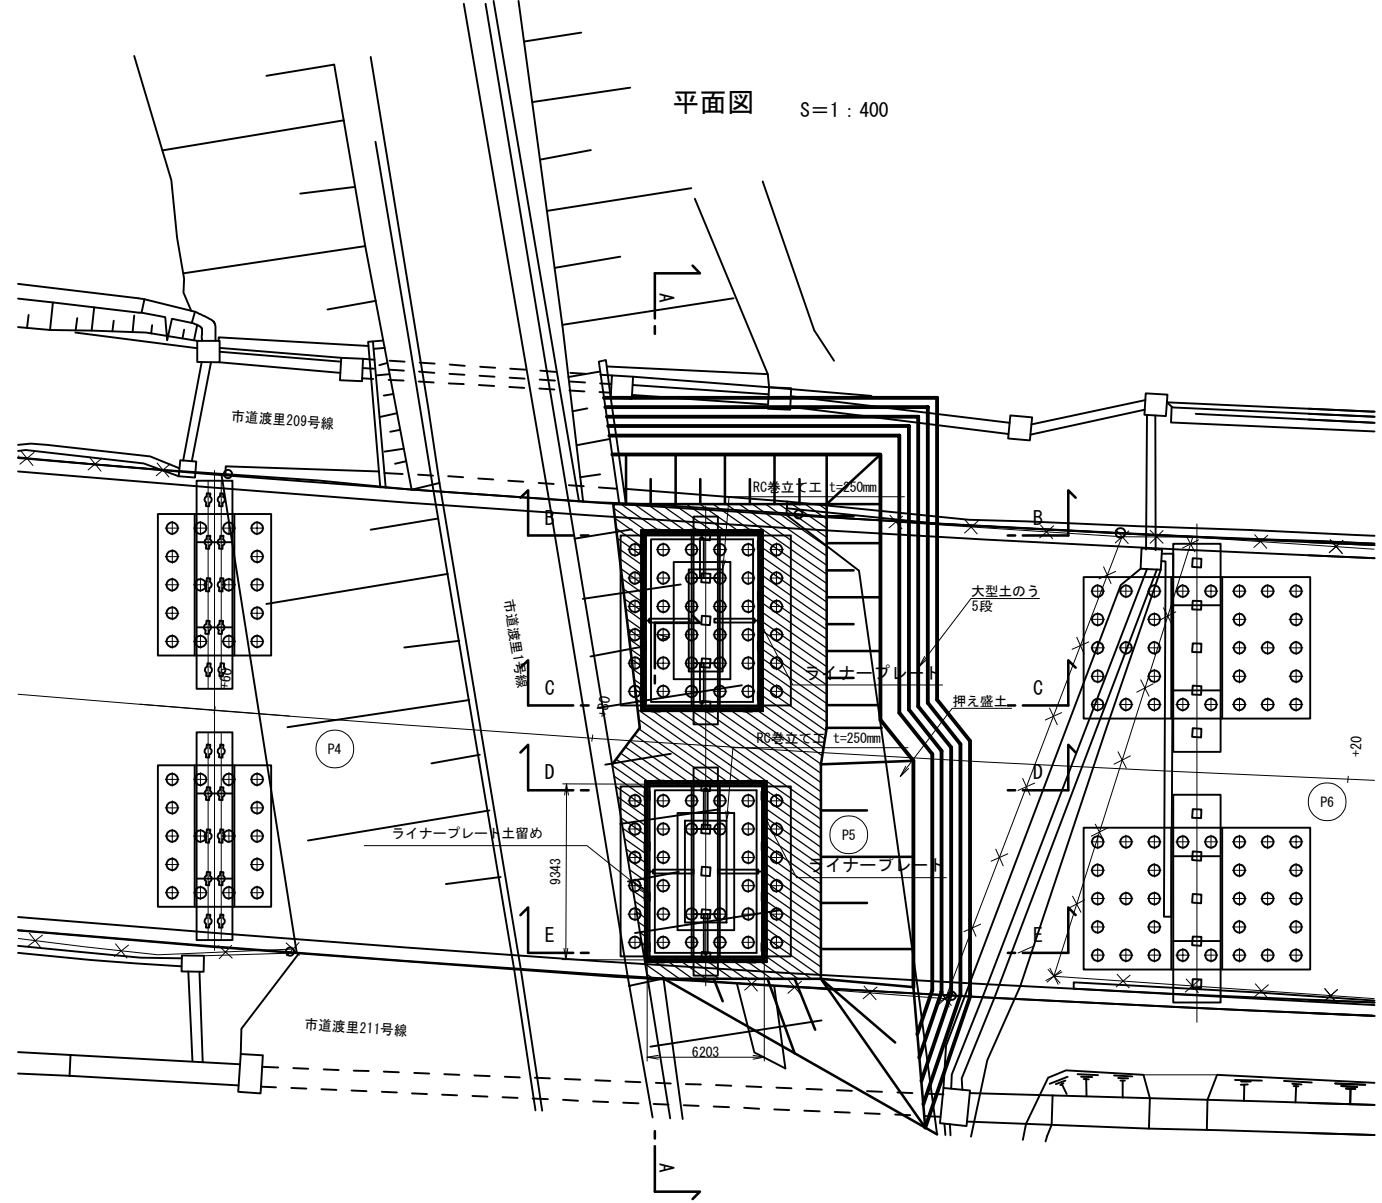 平面図 S=1：400
A
市道渡里209号線
RC巻立て工 t=250mm
B
B
大型土のう
5段
市道渡里1号線
ライナープレート
C
C
+60
+80
押え盛土
RC巻立て工 t=250mm
P4
+20
D
D
P6
ライナープレート土留め
P5
ライナープレート
9343
E
E
市道渡里211号線
6203
A